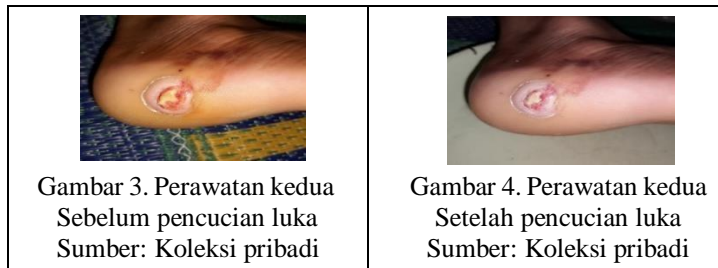 Gambar 3. Perawatan kedua
Sebelum pencucian luka
Sumber: Koleksi pribadi
Gambar 4. Perawatan kedua
Setelah pencucian luka
Sumber: Koleksi pribadi